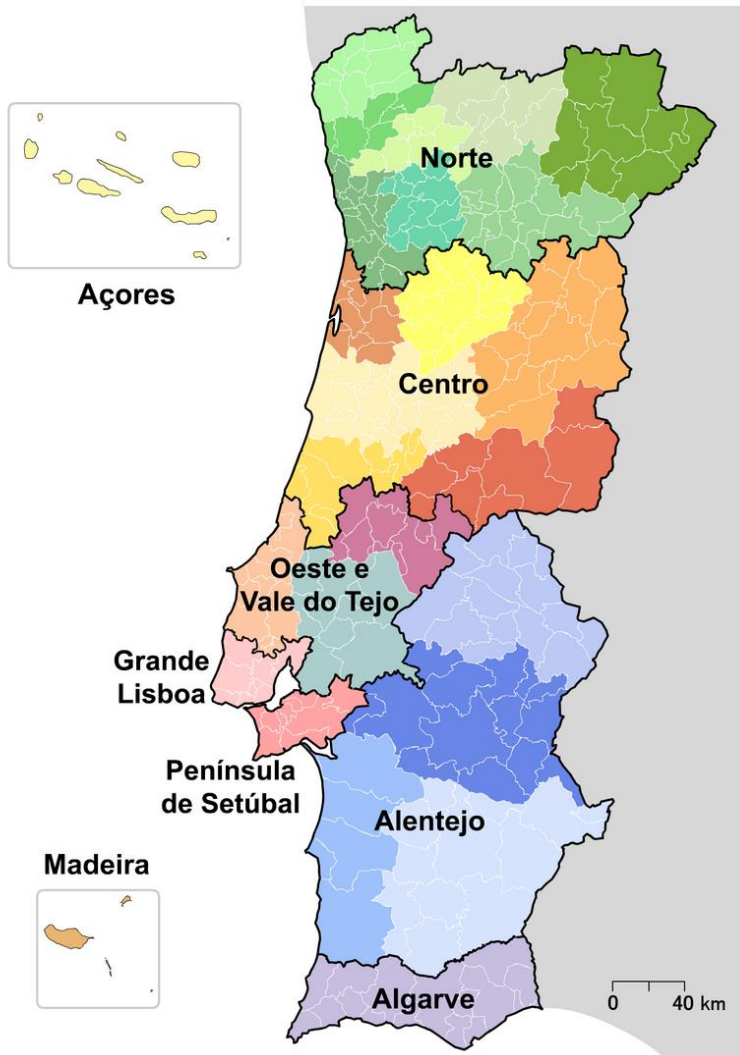 Norte
Açores
Centro
Oeste e
Vale do Tejo
Grande
Lisboa
Península
de Setúbal
Alentejo
Madeira
Algarve
0 40 km